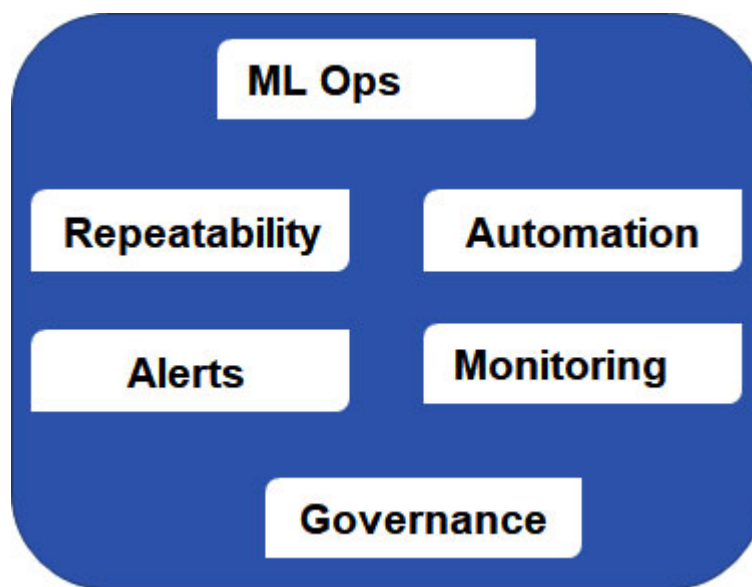 ML Ops
Repeatability
Automation
Alerts
Monitoring
Governance